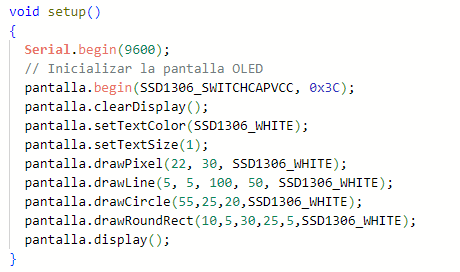 void setup()
{
  Serial.begin(9600);
  // Inicializar la pantalla OLED
  pantalla.begin(SSD1306_SWITCHCAPVCC, 0x3C);
  pantalla.clearDisplay();
  pantalla.setTextColor(SSD1306_WHITE);
  pantalla.setTextSize(1);
  pantalla.drawPixel(22, 30, SSD1306_WHITE);
  pantalla.drawLine(5, 5, 100, 50, SSD1306_WHITE);
  pantalla.drawCircle(55,25,20,SSD1306_WHITE);
  pantalla.drawRoundRect(10,5,30,25,5,SSD1306_WHITE);
  pantalla.display();
}